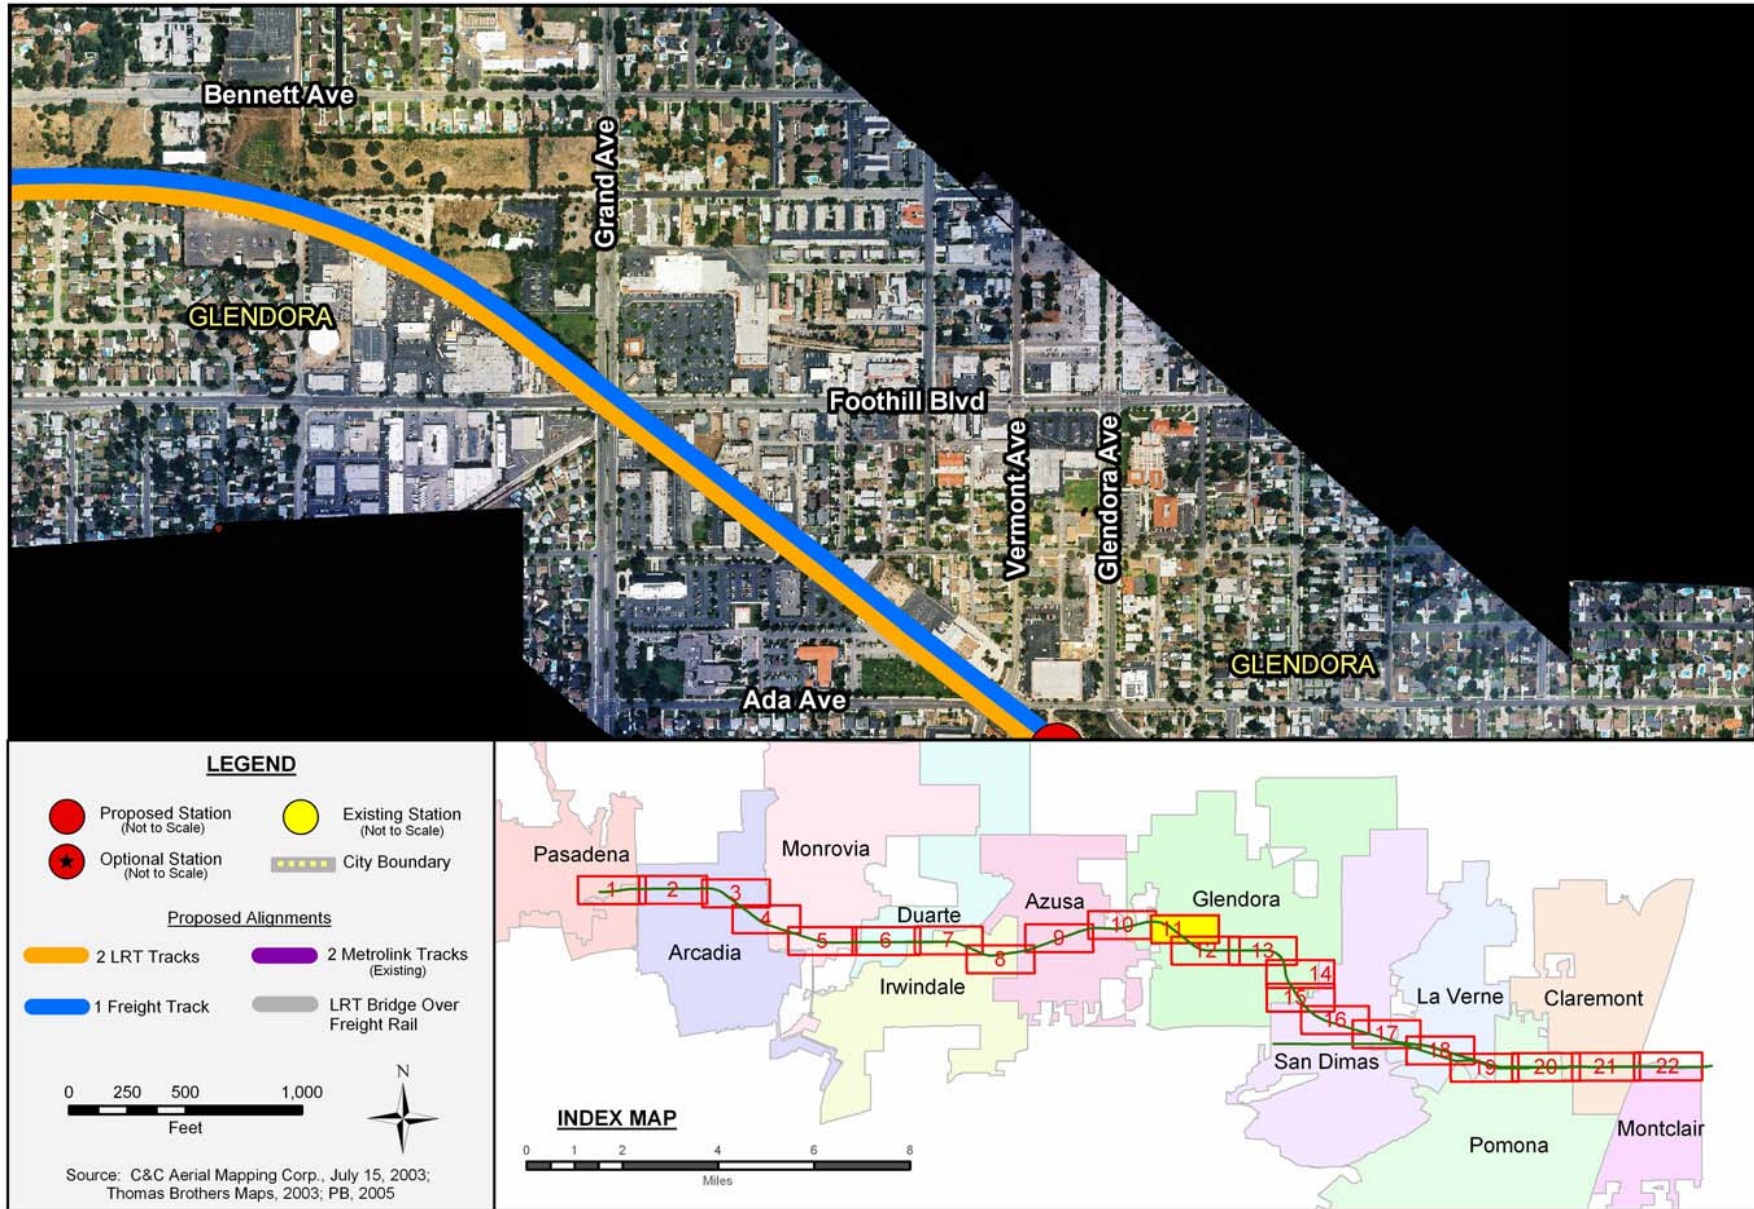 Bennett Ave
Grand Ave
GLENDORA
Foothill Blvd
Vermont Ave
Glendora Ave
GLENDORA
Ada Ave
LEGEND
Proposed Station
(Not to Scale)
Existing Station
(Not to Scale)
Optional Station
(Not to Scale)
City Boundary
Proposed Alignments
2 LRT Tracks
2 Metrolink Tracks
(Existing)
1 Freight Track
LRT Bridge Over
Freight Rail
N
0 250 500 1,000
Feet
Source: C&C Aerial Mapping Corp., July 15, 2003;
Thomas Brothers Maps, 2003; PB, 2005
Pasadena
Monrovia
Arcadia
Duarte
Irwindale
Azusa
Glendora
La Verne
Claremont
San Dimas
Pomona
Montclair
1
2
3
4
5
6
7
8
9
10
11
12
13
14
15
16
17
18
19
20
21
22
INDEX MAP
0 1 2 4 6 8
Miles